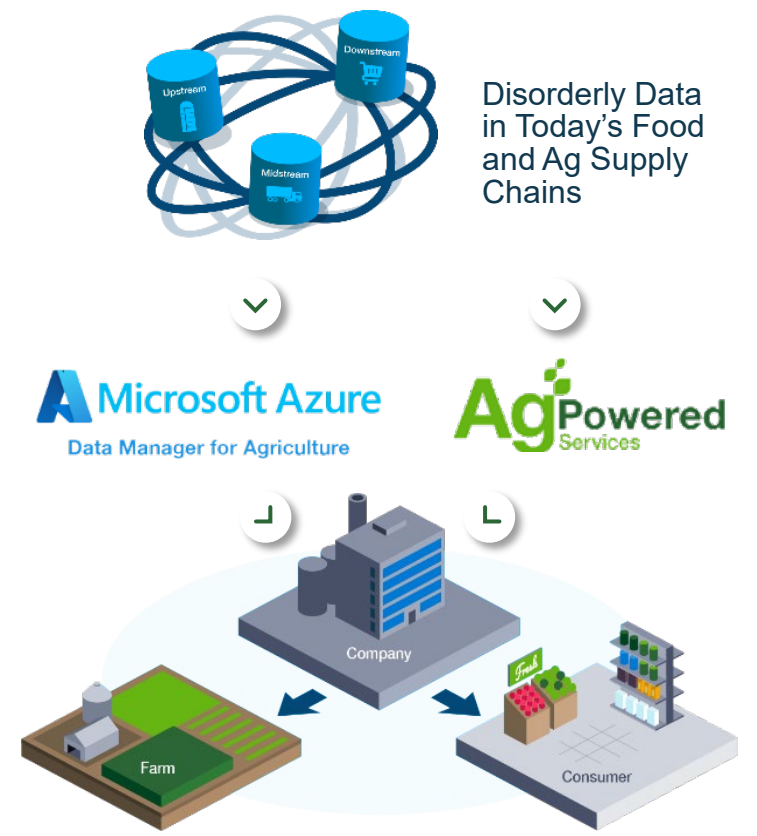 Downstream
Upstream
Midstream
Disorderly Data
in Today's Food
and Ag Supply
Chains
Microsoft Azure
Data Manager for Agriculture
AgPowered
Services
Company
Fresh
Farm
Consumer